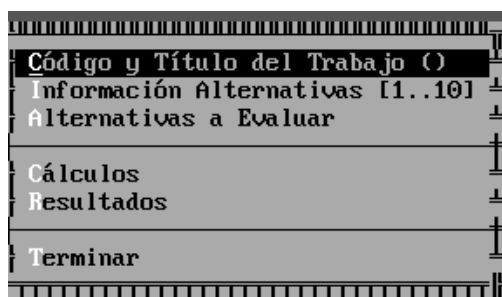 Código y Título del Trabajo ()
Información Alternativas [1..10]
Alternativas a Evaluar
Cálculos
Resultados
Terminar